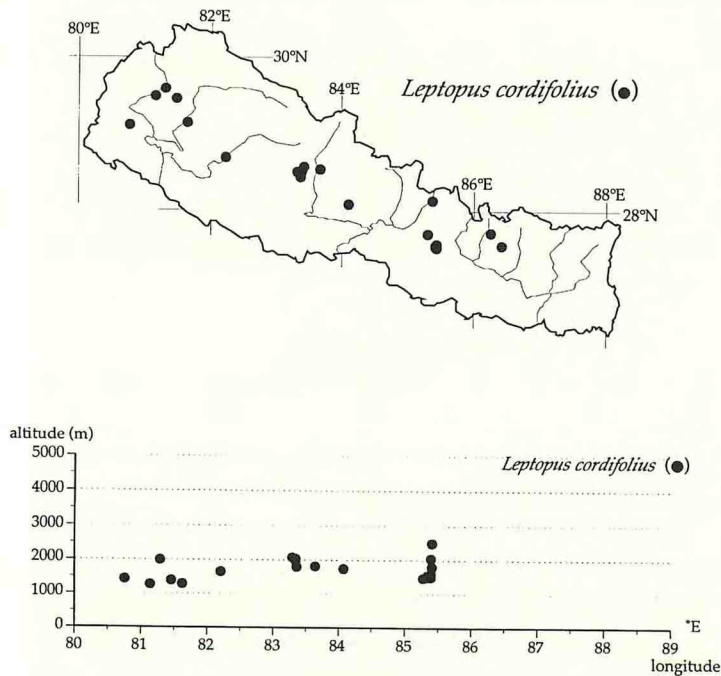 80°E
82°E
30°N
84°E
Leptopus cordifolius (●)
86°E
88°E
28°N
altitude (m)
5000
4000
3000
2000
1000
0
Leptopus cordifolius (●)
80 81 82 83 84 85 86 87 88 89
°E
longitude